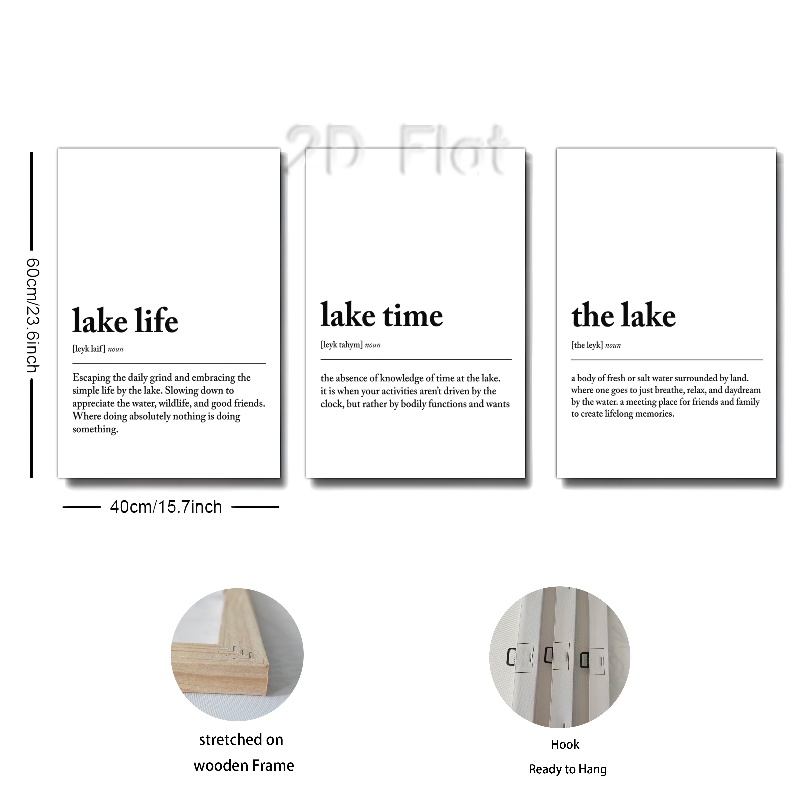 2D Flat
60cm/23.6inch
lake life
[leyk laif] noun
Escaping the daily grind and embracing the
simple life by the lake. Slowing down to
appreciate the water, wildlife, and good friends.
Where doing absolutely nothing is doing
something.
lake time
[leyk tahym] noun
the absence of knowledge of time at the lake.
it is when your activities aren't driven by the
clock, but rather by bodily functions and wants
the lake
[the leyk] noun
a body of fresh or salt water surrounded by land.
where one goes to just breathe, relax, and daydream
by the water. a meeting place for friends and family
to create lifelong memories.
40cm/15.7inch
stretched on
wooden Frame
Hook
Ready to Hang